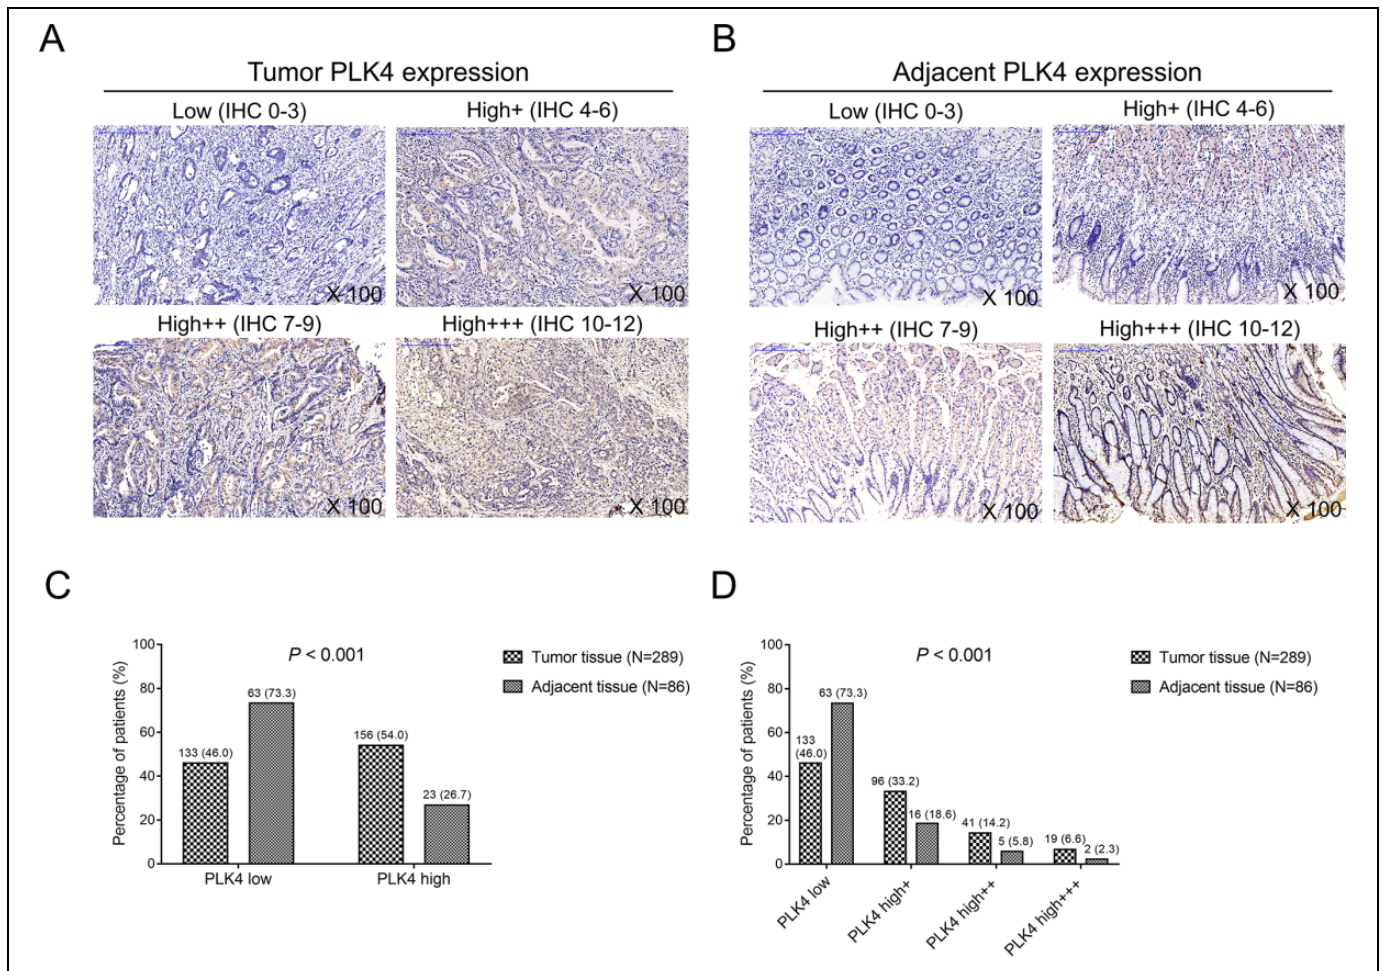 A
Tumor PLK4 expression
Low (IHC 0-3)
High+ (IHC 4-6)
X 100
X 100
High++ (IHC 7-9)
High+++ (IHC 10-12)
X 100
X 100
B
Adjacent PLK4 expression
Low (IHC 0-3)
High+ (IHC 4-6)
X 100
X 100
High++ (IHC 7-9)
High+++ (IHC 10-12)
X 100
X 100
C
Percentage of patients (%)
100
80
60
40
20
0
P < 0.001
133 (46.0)
63 (73.3)
156 (54.0)
23 (26.7)
PLK4 low
PLK4 high
Tumor tissue (N=289)
Adjacent tissue (N=86)
D
Percentage of patients (%)
100
80
60
40
20
0
P < 0.001
133
(46.0)
63 (73.3)
96 (33.2)
16 (18.6)
41 (14.2)
5 (5.8)
19 (6.6)
2 (2.3)
PLK4 low
PLK4 high+
PLK4 high++
PLK4 high+++
Tumor tissue (N=289)
Adjacent tissue (N=86)